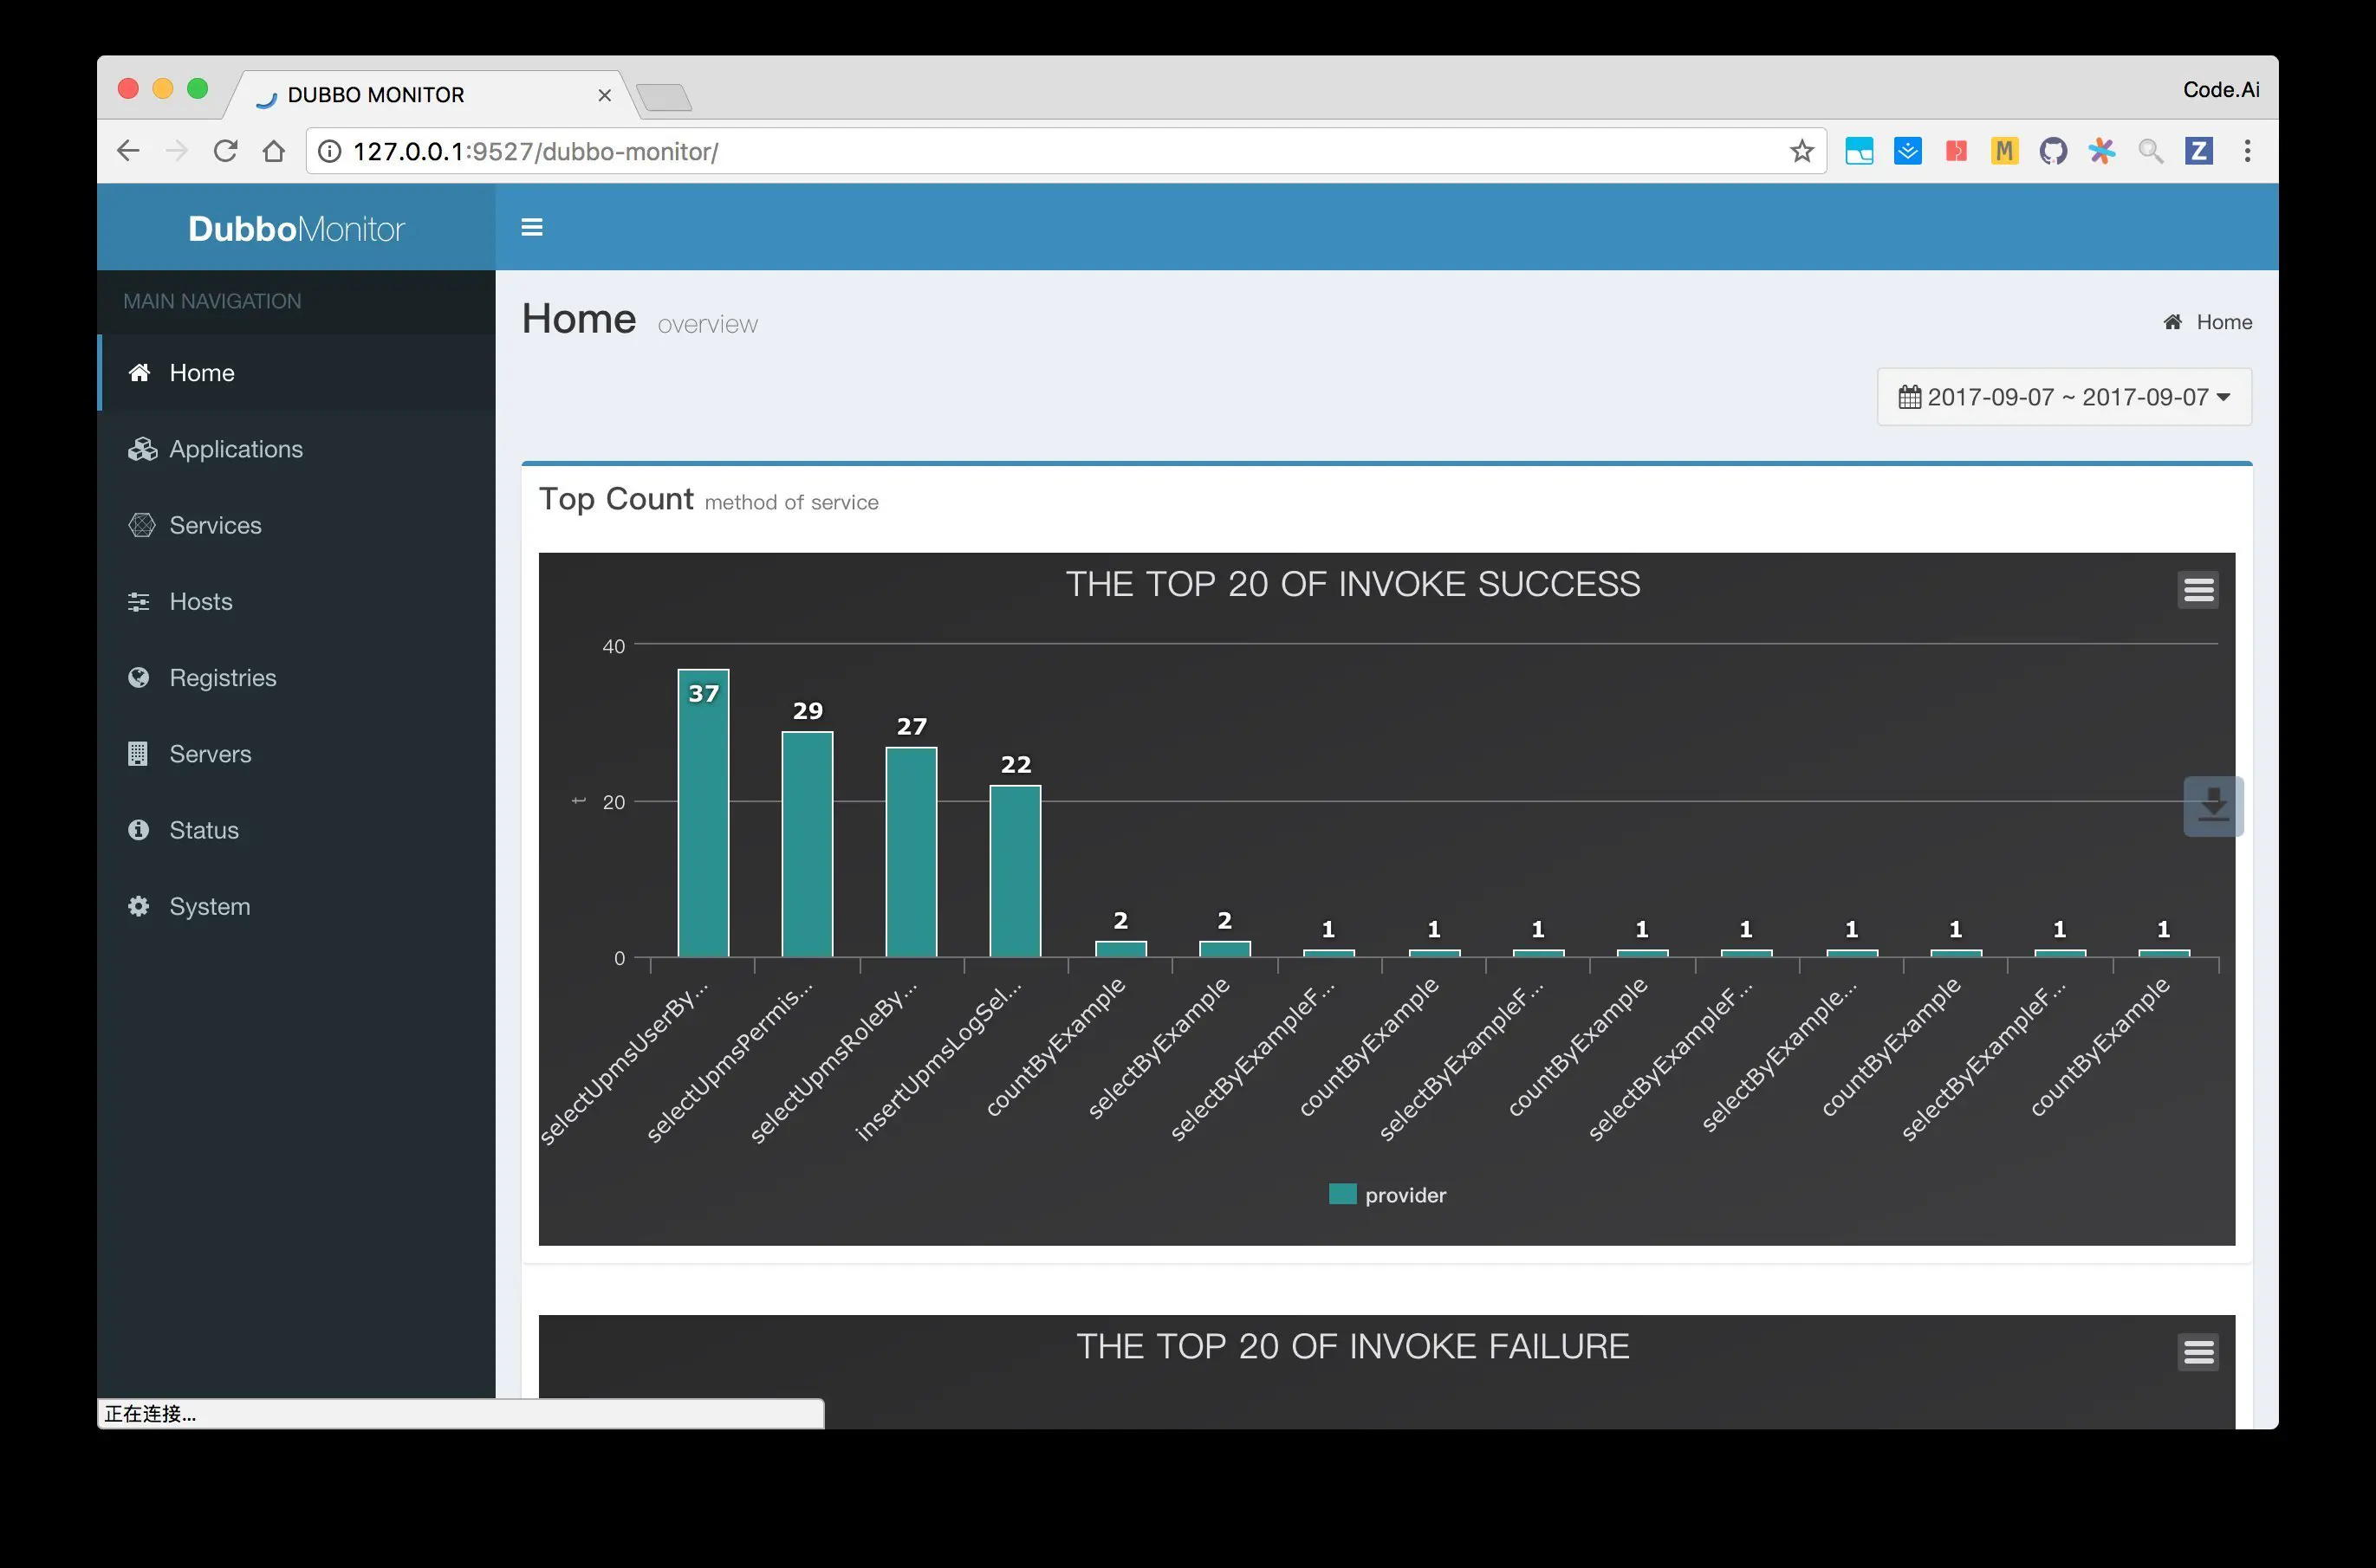 DUBBO MONITOR
Code.Ai
127.0.0.1:9527/dubbo-monitor/
M
Z
DubboMonitor
MAIN NAVIGATION
Home
Applications
Services
Hosts
Registries
Servers
Status
System
Home overview
Home
2017-09-07 ~ 2017-09-07
Top Count method of service
THE TOP 20 OF INVOKE SUCCESS
40
20
0
t
37
29
27
22
2
2
1
1
1
1
1
1
1
1
1
selectUpmsUserBy...
selectUpmsPermis...
selectUpmsRoleBy...
insertUpmsLogSel...
countByExample
selectByExample
selectByExampleF...
countByExample
selectByExampleF...
countByExample
selectByExampleF...
selectByExample...
countByExample
selectByExampleF...
countByExample
provider
THE TOP 20 OF INVOKE FAILURE
正在连接...